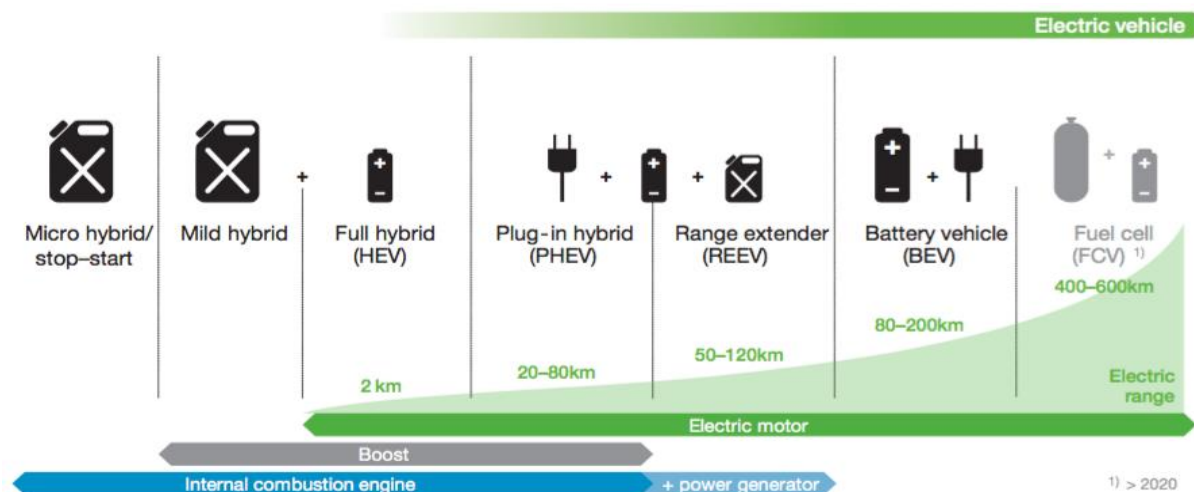 Electric vehicle
Micro hybrid/
stop–start
Mild hybrid
+
Full hybrid
(HEV)
Plug-in hybrid
(PHEV)
+
+
Range extender
(REEV)
Battery vehicle
(BEV)
+
Fuel cell
(FCV) 1)
+
2 km
20–80km
50–120km
80–200km
400–600km
Electric
range
Electric motor
Boost
Internal combustion engine
+ power generator
1) > 2020